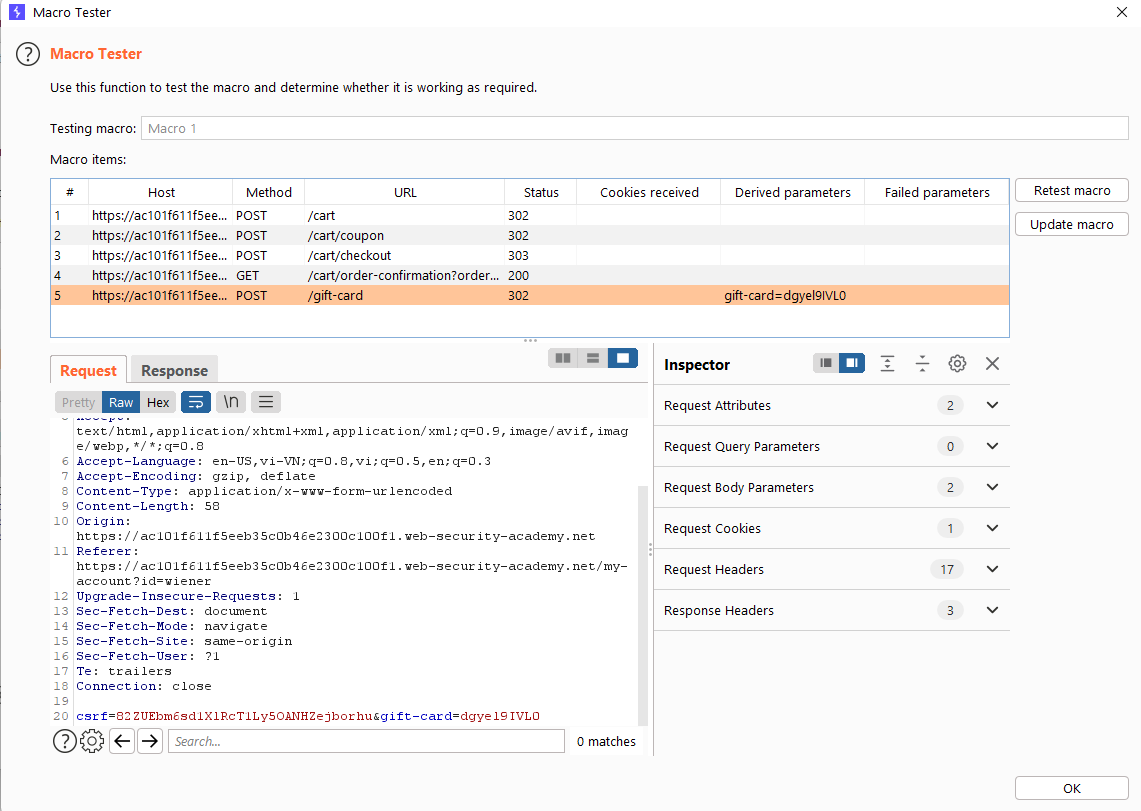 Macro Tester
Macro Tester
Use this function to test the macro and determine whether it is working as required.
Testing macro: Macro 1
Macro items:
# Host Method URL Status Cookies received Derived parameters Failed parameters
1 https://ac101f611f5ee... POST /cart 302
2 https://ac101f611f5ee... POST /cart/coupon 302
3 https://ac101f611f5ee... POST /cart/checkout 303
4 https://ac101f611f5ee... GET /cart/order-confirmation?order... 200
5 https://ac101f611f5ee... POST /gift-card 302 gift-card=dgyel9IVL0
Retest macro
Update macro
Request Response
Pretty Raw Hex \n
text/html,application/xhtml+xml,application/xml;q=0.9,image/avif,imag
e/webp,*/*;q=0.8
6 Accept-Language: en-US,vi-VN;q=0.8,vi;q=0.5,en;q=0.3
7 Accept-Encoding: gzip, deflate
8 Content-Type: application/x-www-form-urlencoded
9 Content-Length: 58
10 Origin:
https://ac101f611f5eeb35c0b46e2300c100f1.web-security-academy.net
11 Referer:
https://ac101f611f5eeb35c0b46e2300c100f1.web-security-academy.net/my-
account?id=wiener
12 Upgrade-Insecure-Requests: 1
13 Sec-Fetch-Dest: document
14 Sec-Fetch-Mode: navigate
15 Sec-Fetch-Site: same-origin
16 Sec-Fetch-User: ?1
17 Te: trailers
18 Connection: close
19
20 csrf=82ZUEbm6sd1XlRcT1Ly5OANHZejborhu&gift-card=dgyel9IVL0
Search...
0 matches
Inspector
Request Attributes 2
Request Query Parameters 0
Request Body Parameters 2
Request Cookies 1
Request Headers 17
Response Headers 3
OK